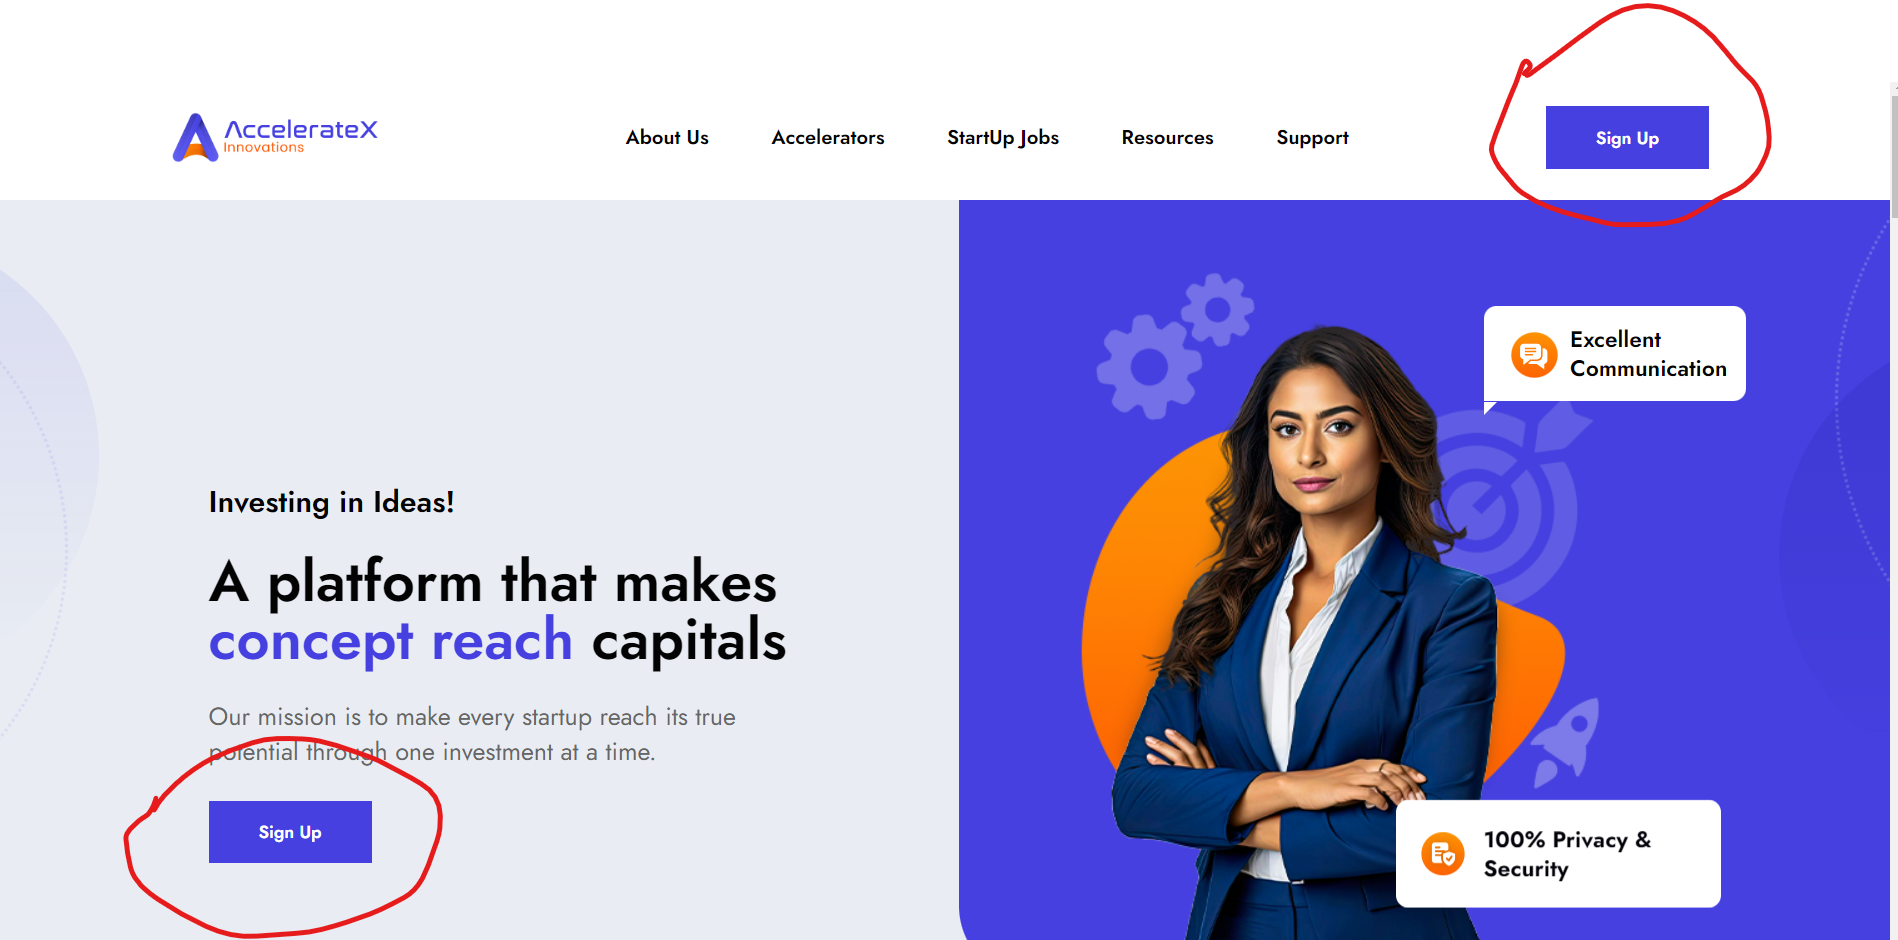 AccelerateX
Innovations
About Us
Accelerators
StartUp Jobs
Resources
Support
Sign Up
Excellent
Communication
Investing in Ideas!
A platform that makes
concept reach capitals
Our mission is to make every startup reach its true
potential through one investment at a time.
Sign Up
100% Privacy &
Security